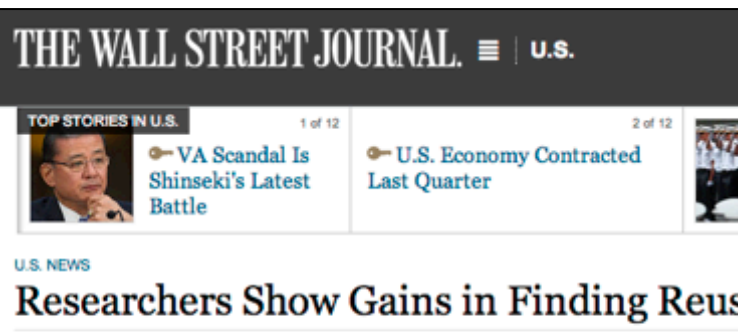 THE WALL STREET JOURNAL. U.S.
TOP STORIES IN U.S.
1 of 12
VA Scandal Is
Shinseki's Latest
Battle
2 of 12
U.S. Economy Contracted
Last Quarter
U.S. NEWS
Researchers Show Gains in Finding Reus